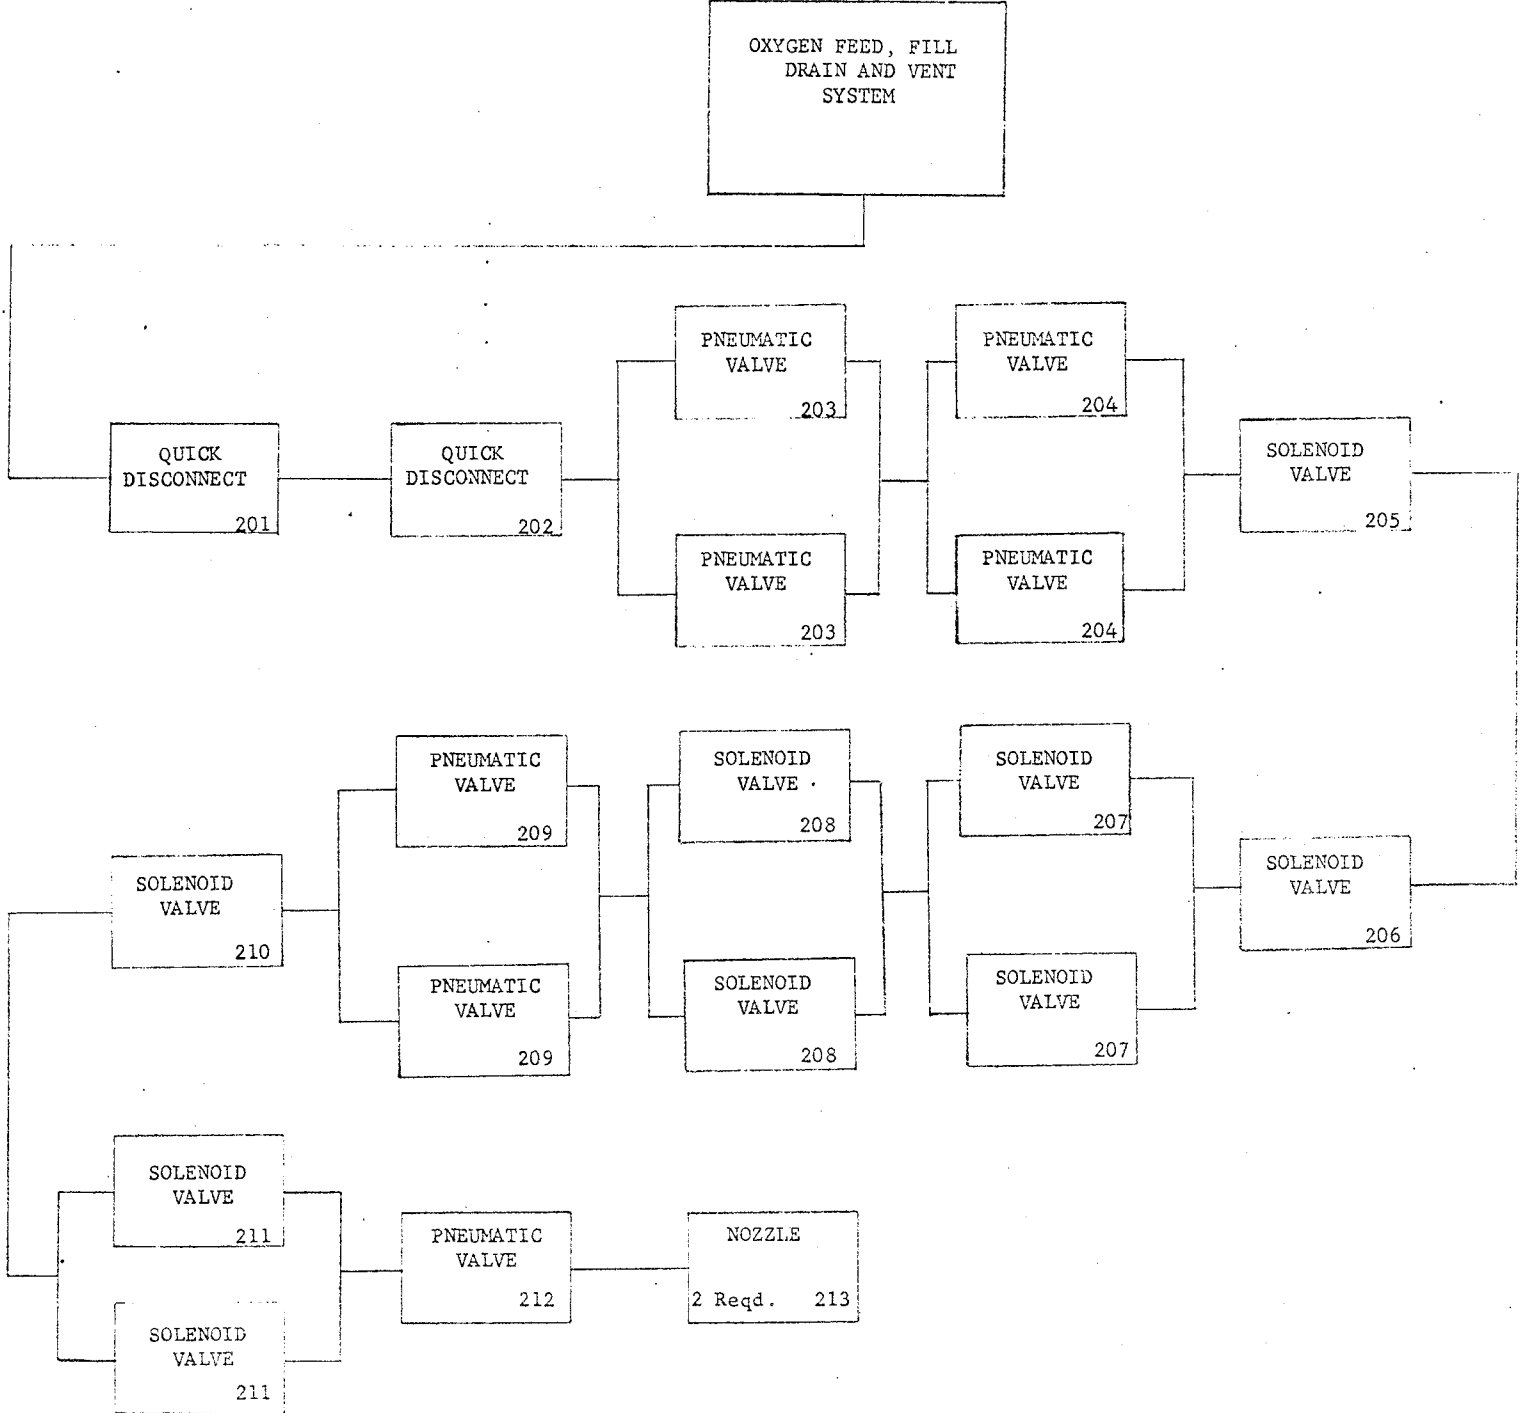 OXYGEN FEED, FILL
DRAIN AND VENT
SYSTEM
PNEUMATIC
VALVE
203
PNEUMATIC
VALVE
204
QUICK
DISCONNECT
201
QUICK
DISCONNECT
202
SOLENOID
VALVE
205
PNEUMATIC
VALVE
203
PNEUMATIC
VALVE
204
PNEUMATIC
VALVE
209
SOLENOID
VALVE
208
SOLENOID
VALVE
207
SOLENOID
VALVE
210
SOLENOID
VALVE
206
PNEUMATIC
VALVE
209
SOLENOID
VALVE
208
SOLENOID
VALVE
207
SOLENOID
VALVE
211
PNEUMATIC
VALVE
212
NOZZLE
2 Reqd. 213
SOLENOID
VALVE
211